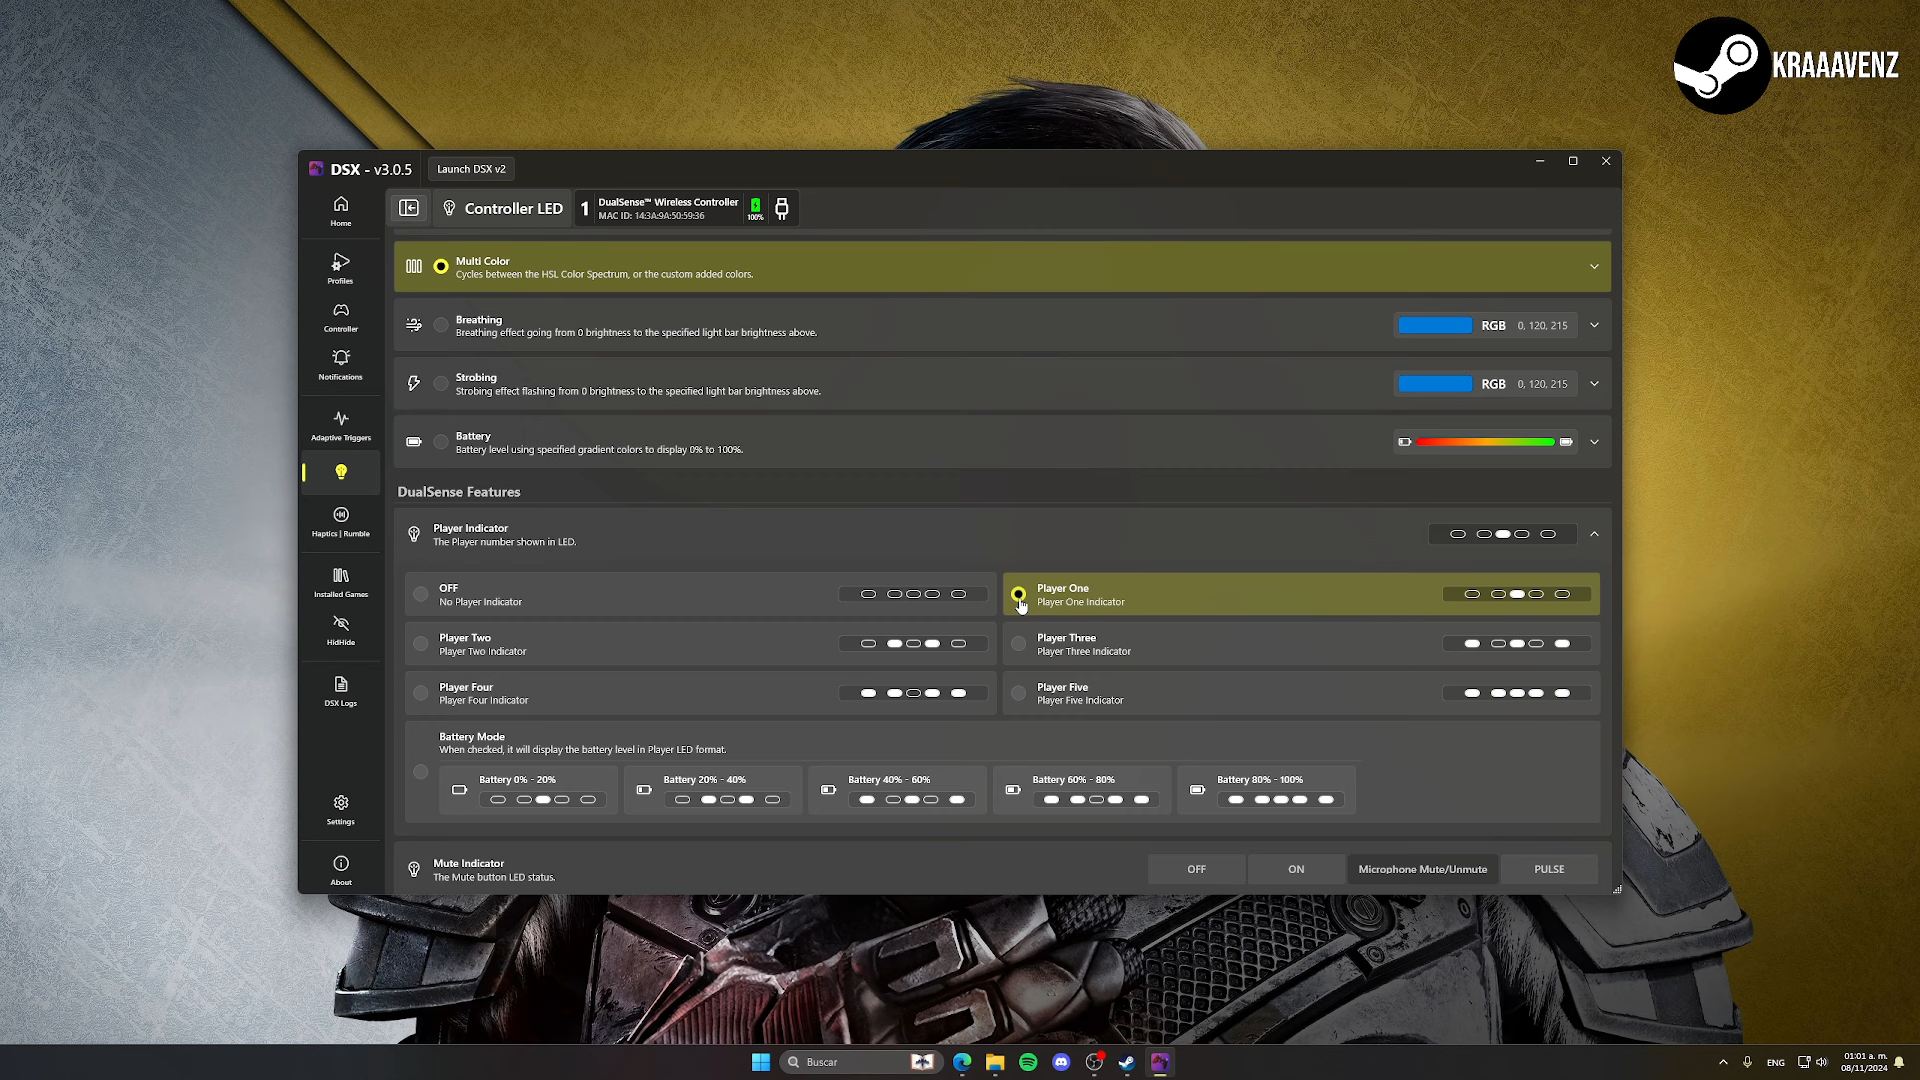 KRAAAVENZ
DSX - v3.0.5
Launch DSX v2
Home
Controller LED
1
DualSense™ Wireless Controller
MAC ID: 14:3A:9A:50:59:36
100%
Profiles
Controller
Notifications
Adaptive Triggers
Haptics | Rumble
Installed Games
HidHide
DSX Logs
Settings
About
Multi Color
Cycles between the HSL Color Spectrum, or the custom added colors.
Breathing
Breathing effect going from 0 brightness to the specified light bar brightness above.
RGB 0, 120, 215
Strobing
Strobing effect flashing from 0 brightness to the specified light bar brightness above.
RGB 0, 120, 215
Battery
Battery level using specified gradient colors to display 0% to 100%.
DualSense Features
Player Indicator
The Player number shown in LED.
OFF
No Player Indicator
Player One
Player One Indicator
Player Two
Player Two Indicator
Player Three
Player Three Indicator
Player Four
Player Four Indicator
Player Five
Player Five Indicator
Battery Mode
When checked, it will display the battery level in Player LED format.
Battery 0% - 20%
Battery 20% - 40%
Battery 40% - 60%
Battery 60% - 80%
Battery 80% - 100%
Mute Indicator
The Mute button LED status.
OFF
ON
Microphone Mute/Unmute
PULSE
Buscar
ENG
01:01 a. m.
08/11/2024